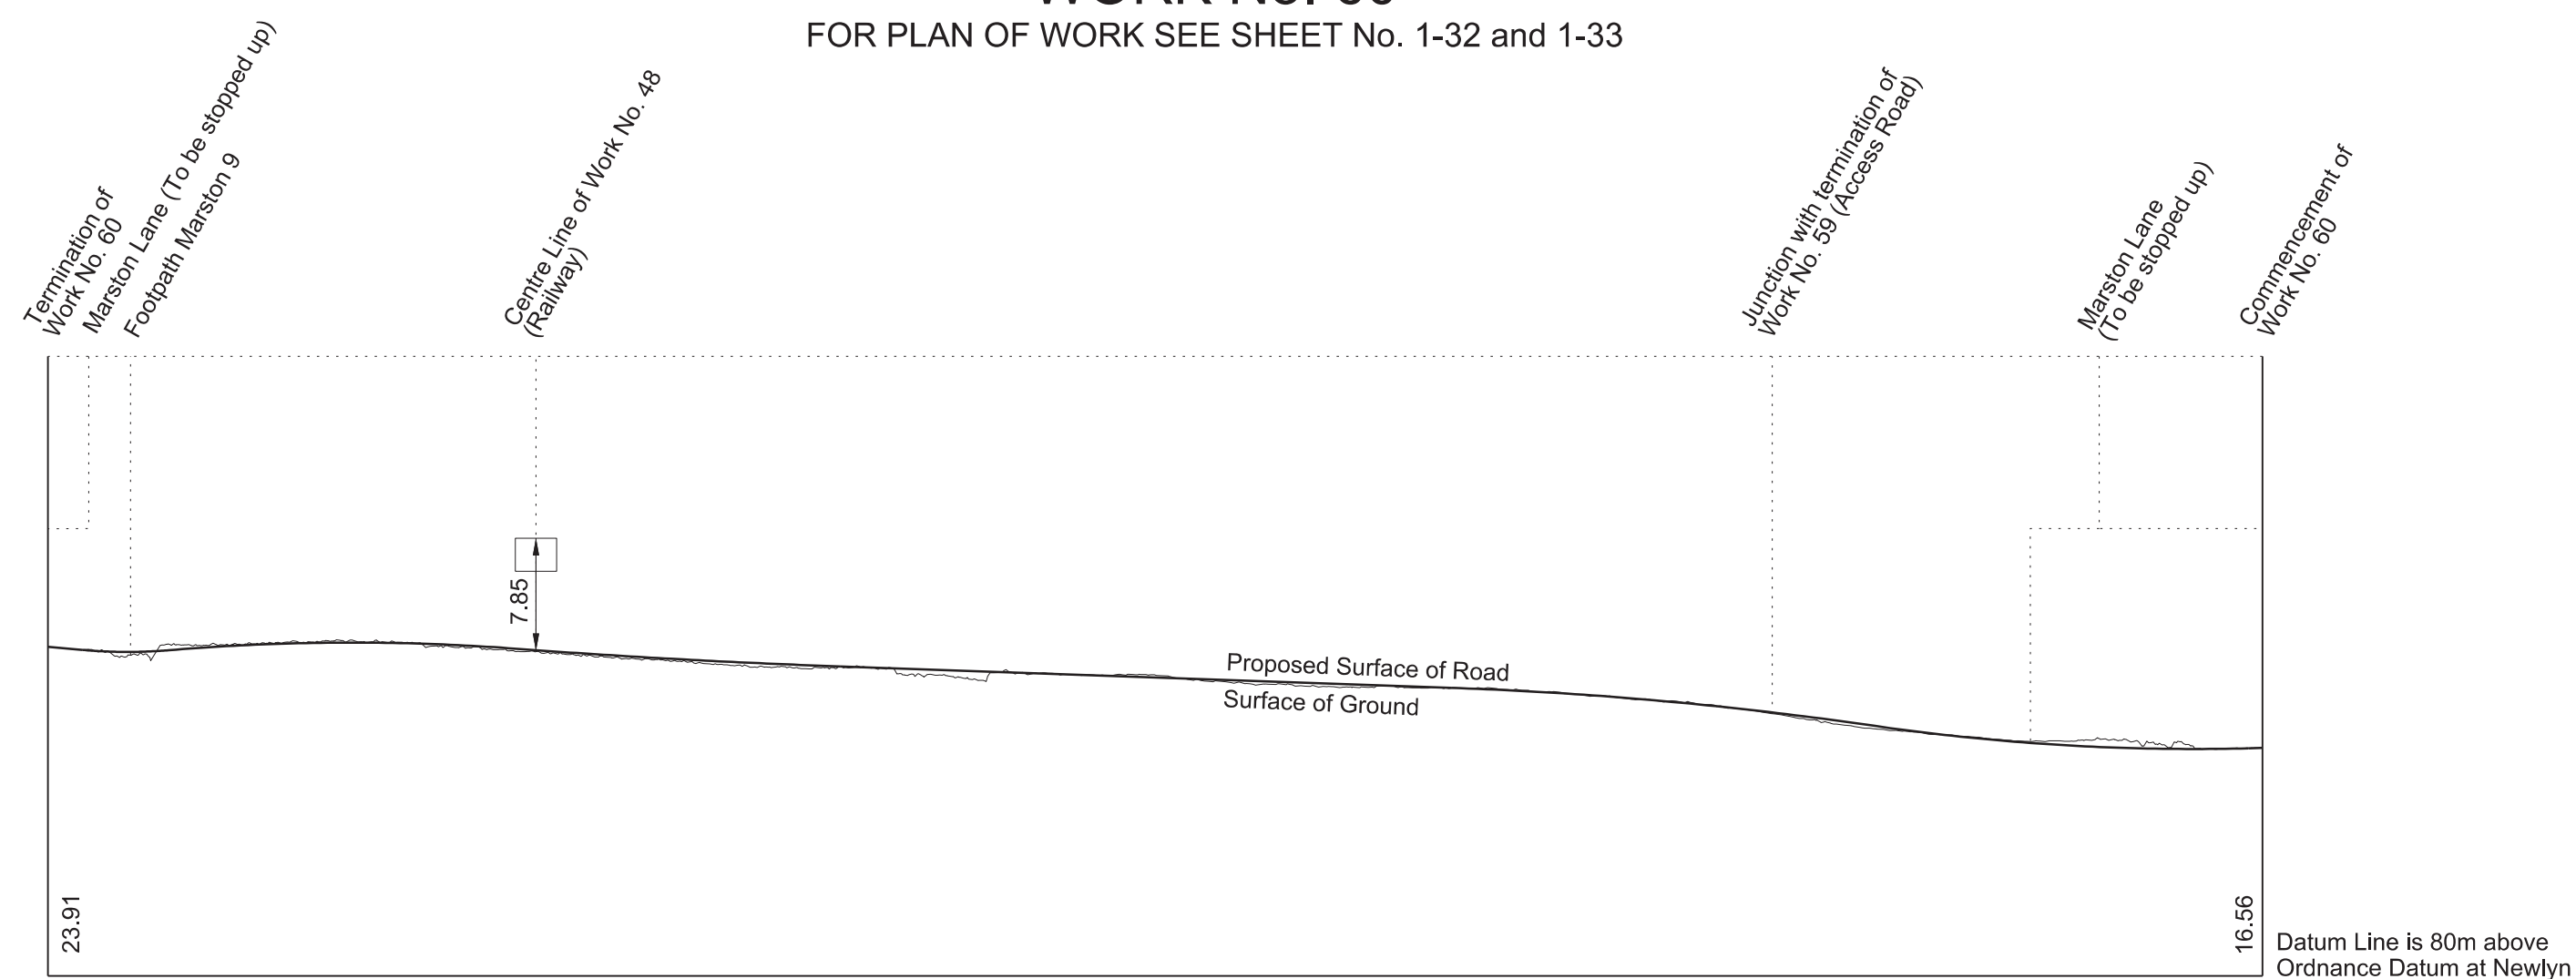 FOR PLAN OF WORK SEE SHEET No. 1-32 and 1-33
Termination of
Work No. 60
Marston Lane (To be stopped up)
Footpath Marston 9
Centre Line of Work No. 48
(Railway)
Junction with termination of
Work No. 59 (Access Road)
Marston Lane
(To be stopped up)
Commencement of
Work No. 60
7.85
Proposed Surface of Road
Surface of Ground
23.91
16.56
Datum Line is 80m above
Ordnance Datum at Newlyn